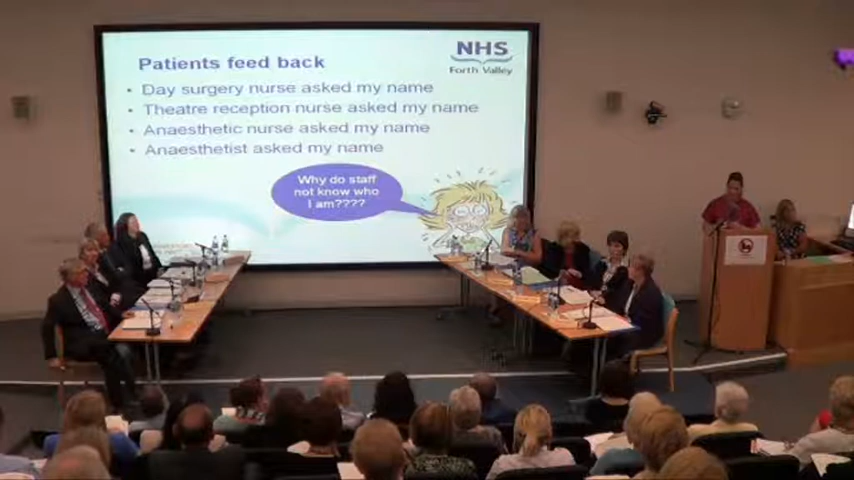 Patients feed back
NHS
Forth Valley
• Day surgery nurse asked my name
• Theatre reception nurse asked my name
• Anaesthetic nurse asked my name
• Anaesthetist asked my name
Why do staff
not know who
I am????